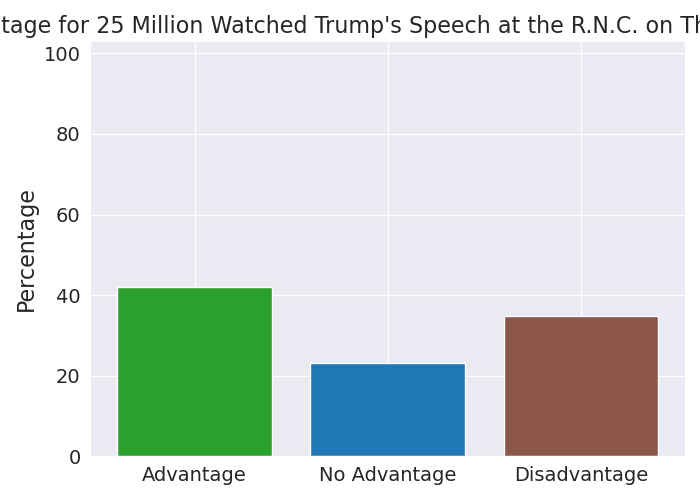 tage for 25 Million Watched Trump's Speech at the R.N.C. on Th
100
80
60
40
20
0
Percentage
Advantage No Advantage Disadvantage